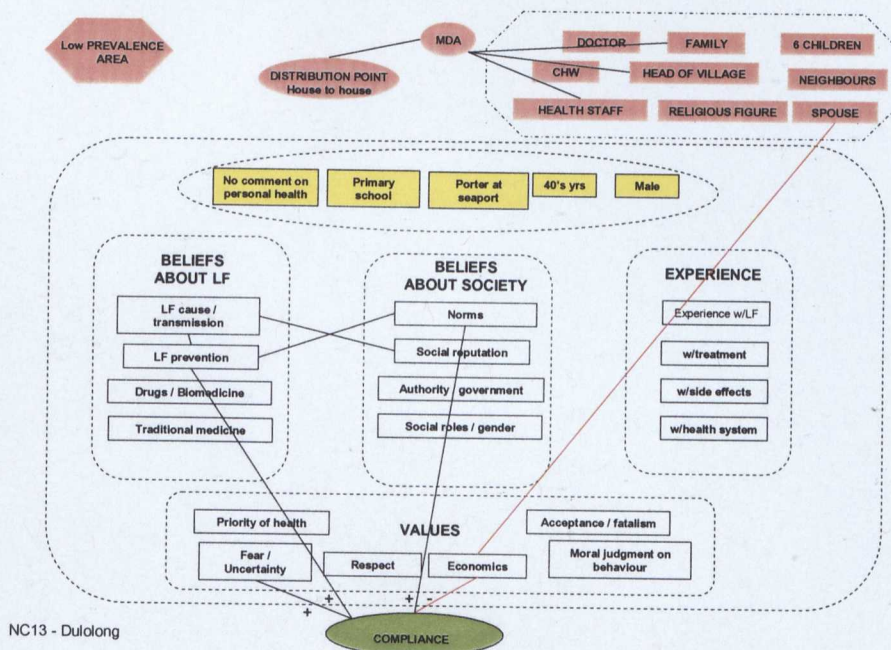 Low PREVALENCE
AREA
MDA
DISTRIBUTION POINT
House to house
DOCTOR
FAMILY
6 CHILDREN
CHW
HEAD OF VILLAGE
NEIGHBOURS
HEALTH STAFF
RELIGIOUS FIGURE
SPOUSE
No comment on
personal health
Primary
school
Porter at
seaport
40's yrs
Male
BELIEFS
ABOUT LF
LF cause /
transmission
LF prevention
Drugs / Biomedicine
Traditional medicine
BELIEFS
ABOUT SOCIETY
Norms
Social reputation
Authority / government
Social roles / gender
EXPERIENCE
Experience w/LF
w/treatment
w/side effects
w/health system
VALUES
Priority of health
Acceptance / fatalism
Fear /
Uncertainty
Respect
Economics
Moral judgment on
behaviour
+
+
+
-
COMPLIANCE
NC13 - Dulolong